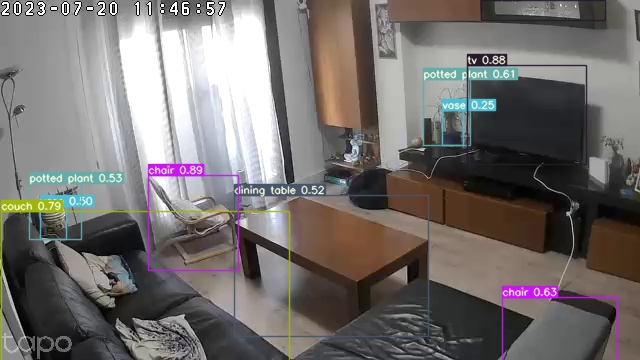 2023-07-20 11:46:57
tv 0.88
potted plant 0.61
vase 0.25
potted plant 0.53
chair 0.89
dining table 0.52
couch 0.79
0.50
chair 0.63
tapo